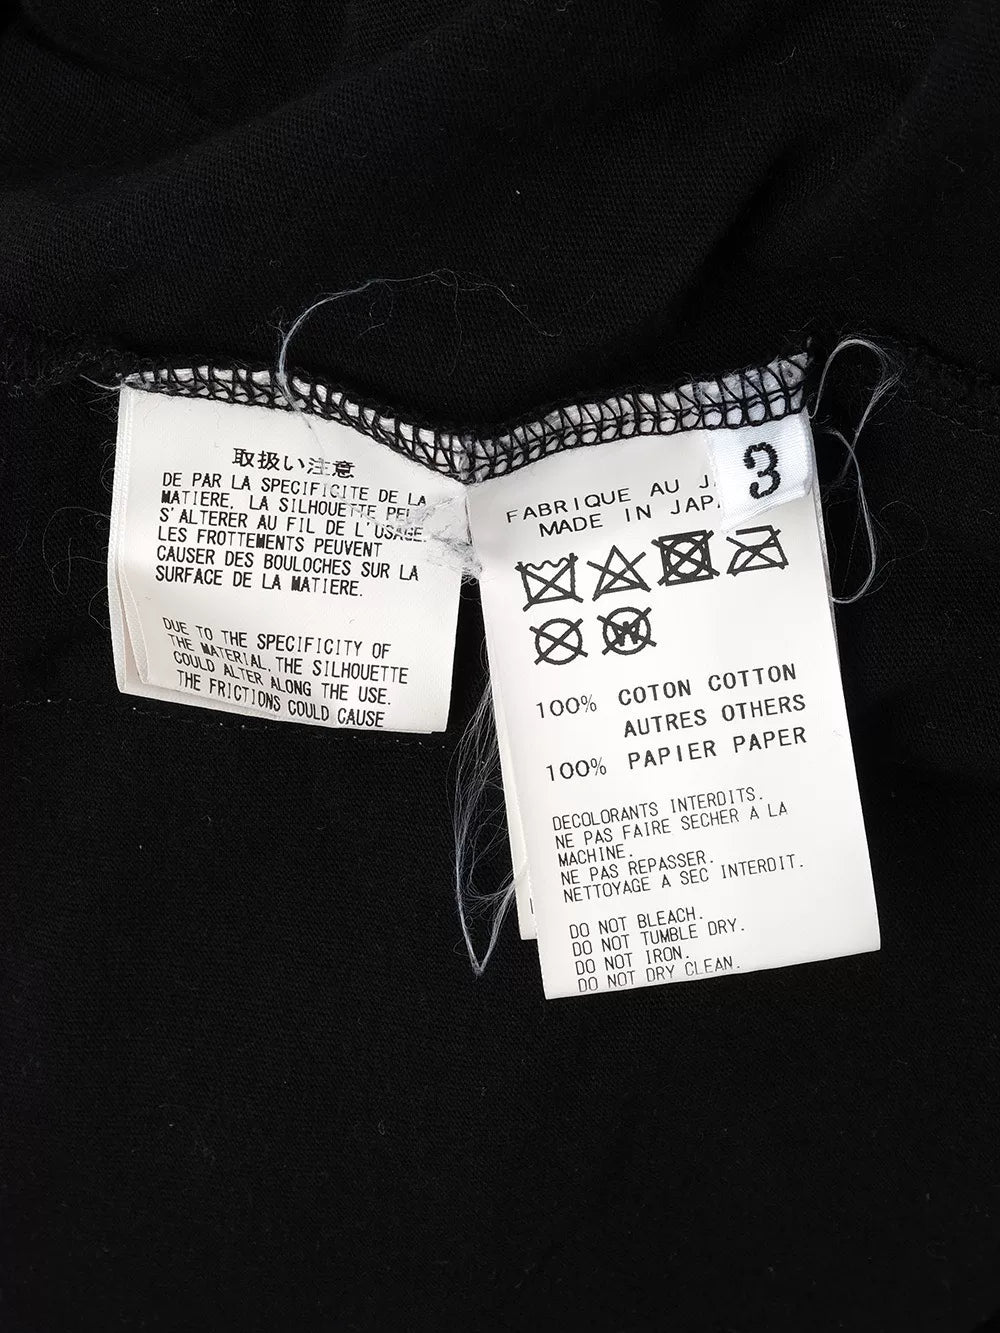 取扱い注意
DE PAR LA SPECIFICITE DE LA
MATIERE, LA SILHOUETTE
S'ALTERER AU FIL DE L'USAGE.
LES FROTTEMENTS PEUVENT
CAUSER DES BOULOCHES SUR LA
SURFACE DE LA MATIERE.
DUE TO THE SPECIFICITY OF
THE MATERIAL, THE SILHOUETTE
COULD ALTER ALONG THE USE.
THE FRICTIONS COULD CAUSE
3
FABRIQUE AU
MADE IN
W
100% COTON COTTON
AUTRES OTHERS
100% PAPIER PAPER
DECOLORANTS INTERDITS.
NE PAS FAIRE SECHER A LA
MACHINE.
NE PAS REPASSER.
NETTOYAGE A SEC INTERDIT.
DO NOT BLEACH.
DO NOT TUMBLE DRY.
DO NOT IRON.
DO NOT DRY CLEAN.